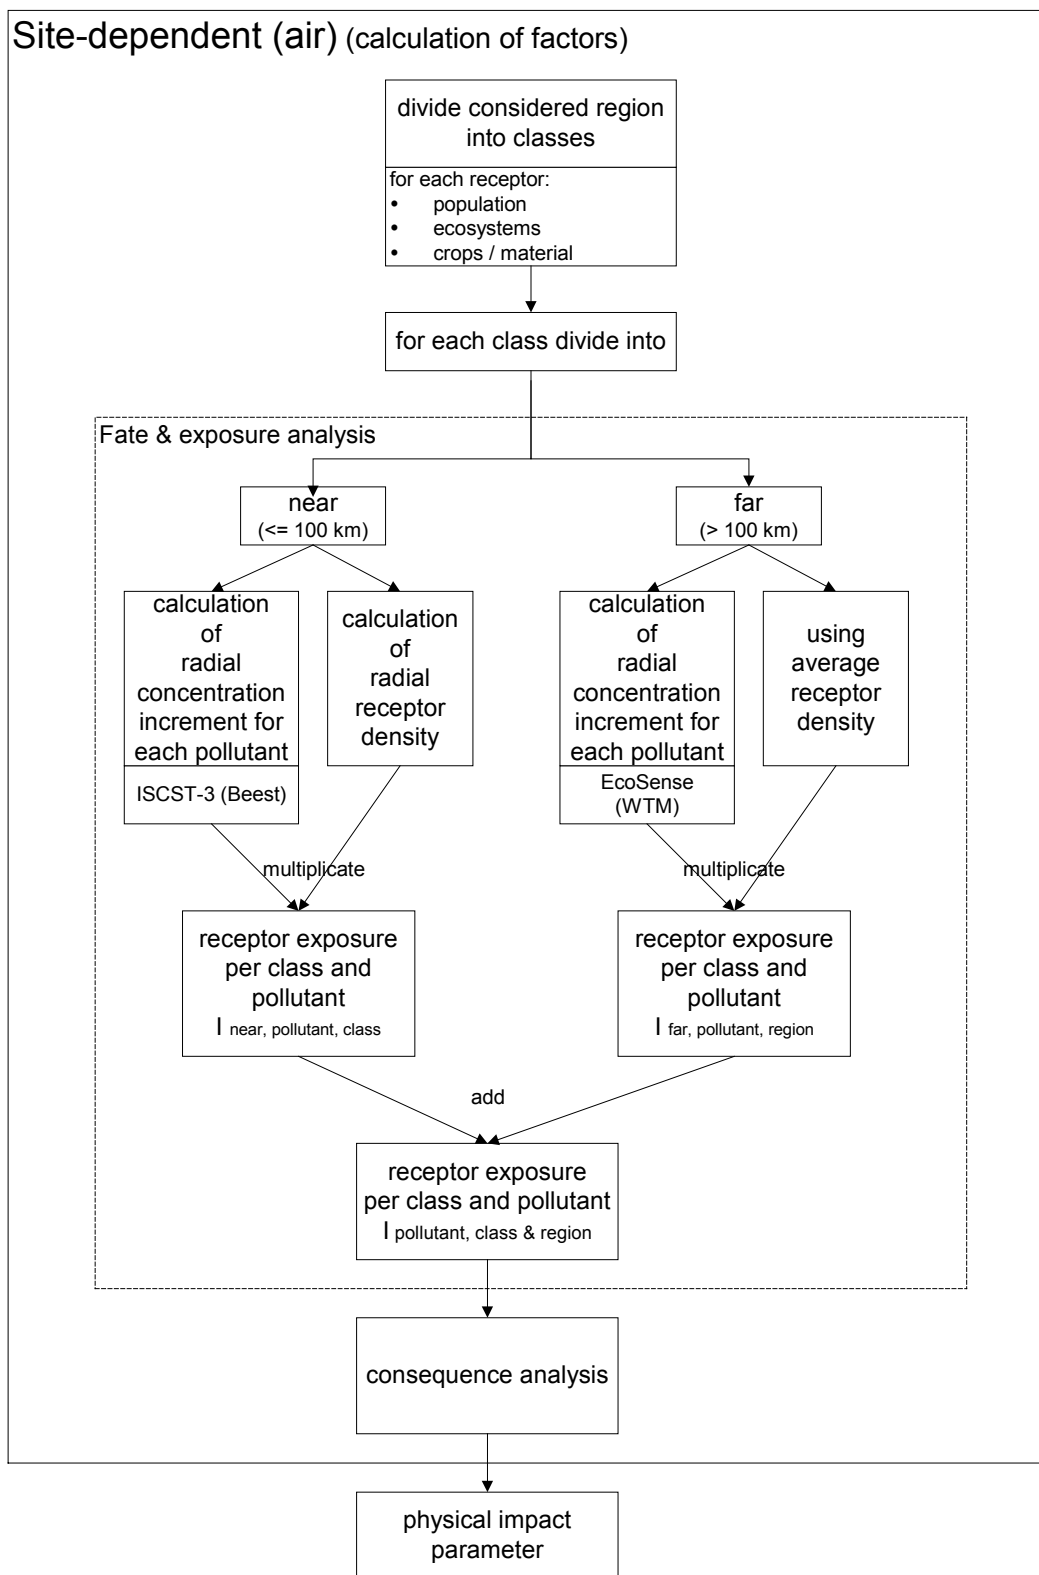 Site-dependent (air) (calculation of factors)
divide considered region
into classes
for each receptor:
• population
• ecosystems
• crops / material
for each class divide into
Fate & exposure analysis
near
(<= 100 km)
far
(> 100 km)
calculation
of
radial
concentration
increment for
each pollutant
ISCST-3 (Beest)
calculation
of
radial
receptor
density
calculation
of
radial
concentration
increment for
each pollutant
EcoSense
(WTM)
using
average
receptor
density
multiplicate
multiplicate
receptor exposure
per class and
pollutant
I near, pollutant, class
receptor exposure
per class and
pollutant
I far, pollutant, region
add
receptor exposure
per class and pollutant
I pollutant, class & region
consequence analysis
physical impact
parameter